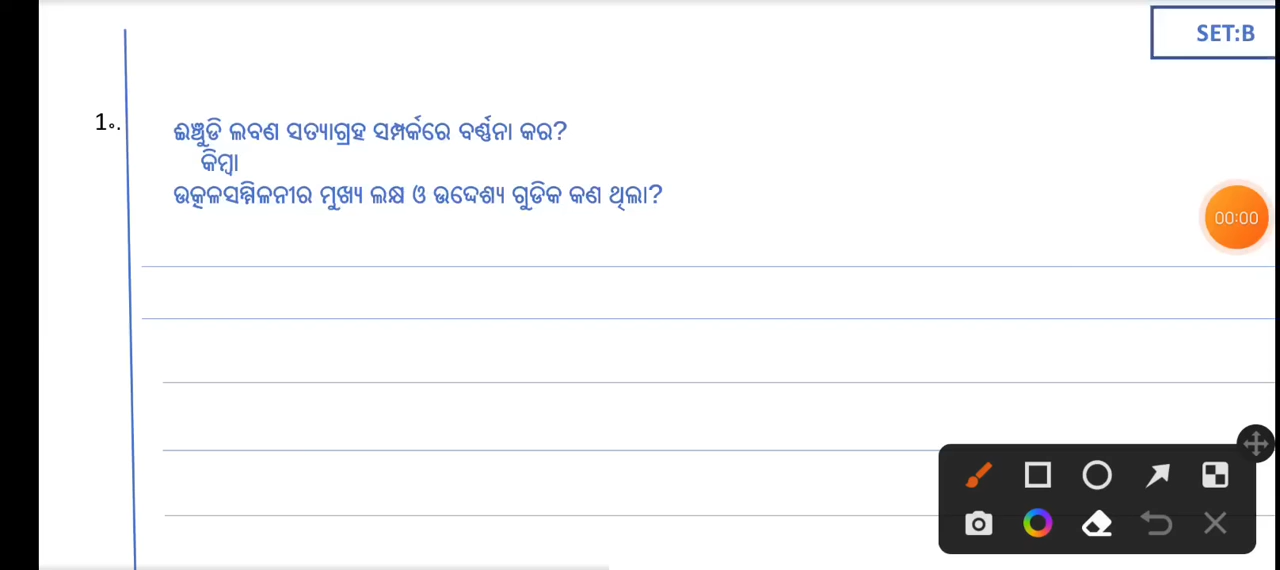 SET:B
1°.
ଈଞ୍ଚୁଡି ଲବଣ ସତ୍ୟାଗ୍ରହ ସମ୍ପର୍କରେ ବର୍ଣ୍ଣନା କର?
କିମ୍ବା
ଉତ୍କଳସମ୍ମିଳନୀର ମୁଖ୍ୟ ଲକ୍ଷ ଓ ଉଦ୍ଦେଶ୍ୟ ଗୁଡିକ କଣ ଥିଲା?
00:00